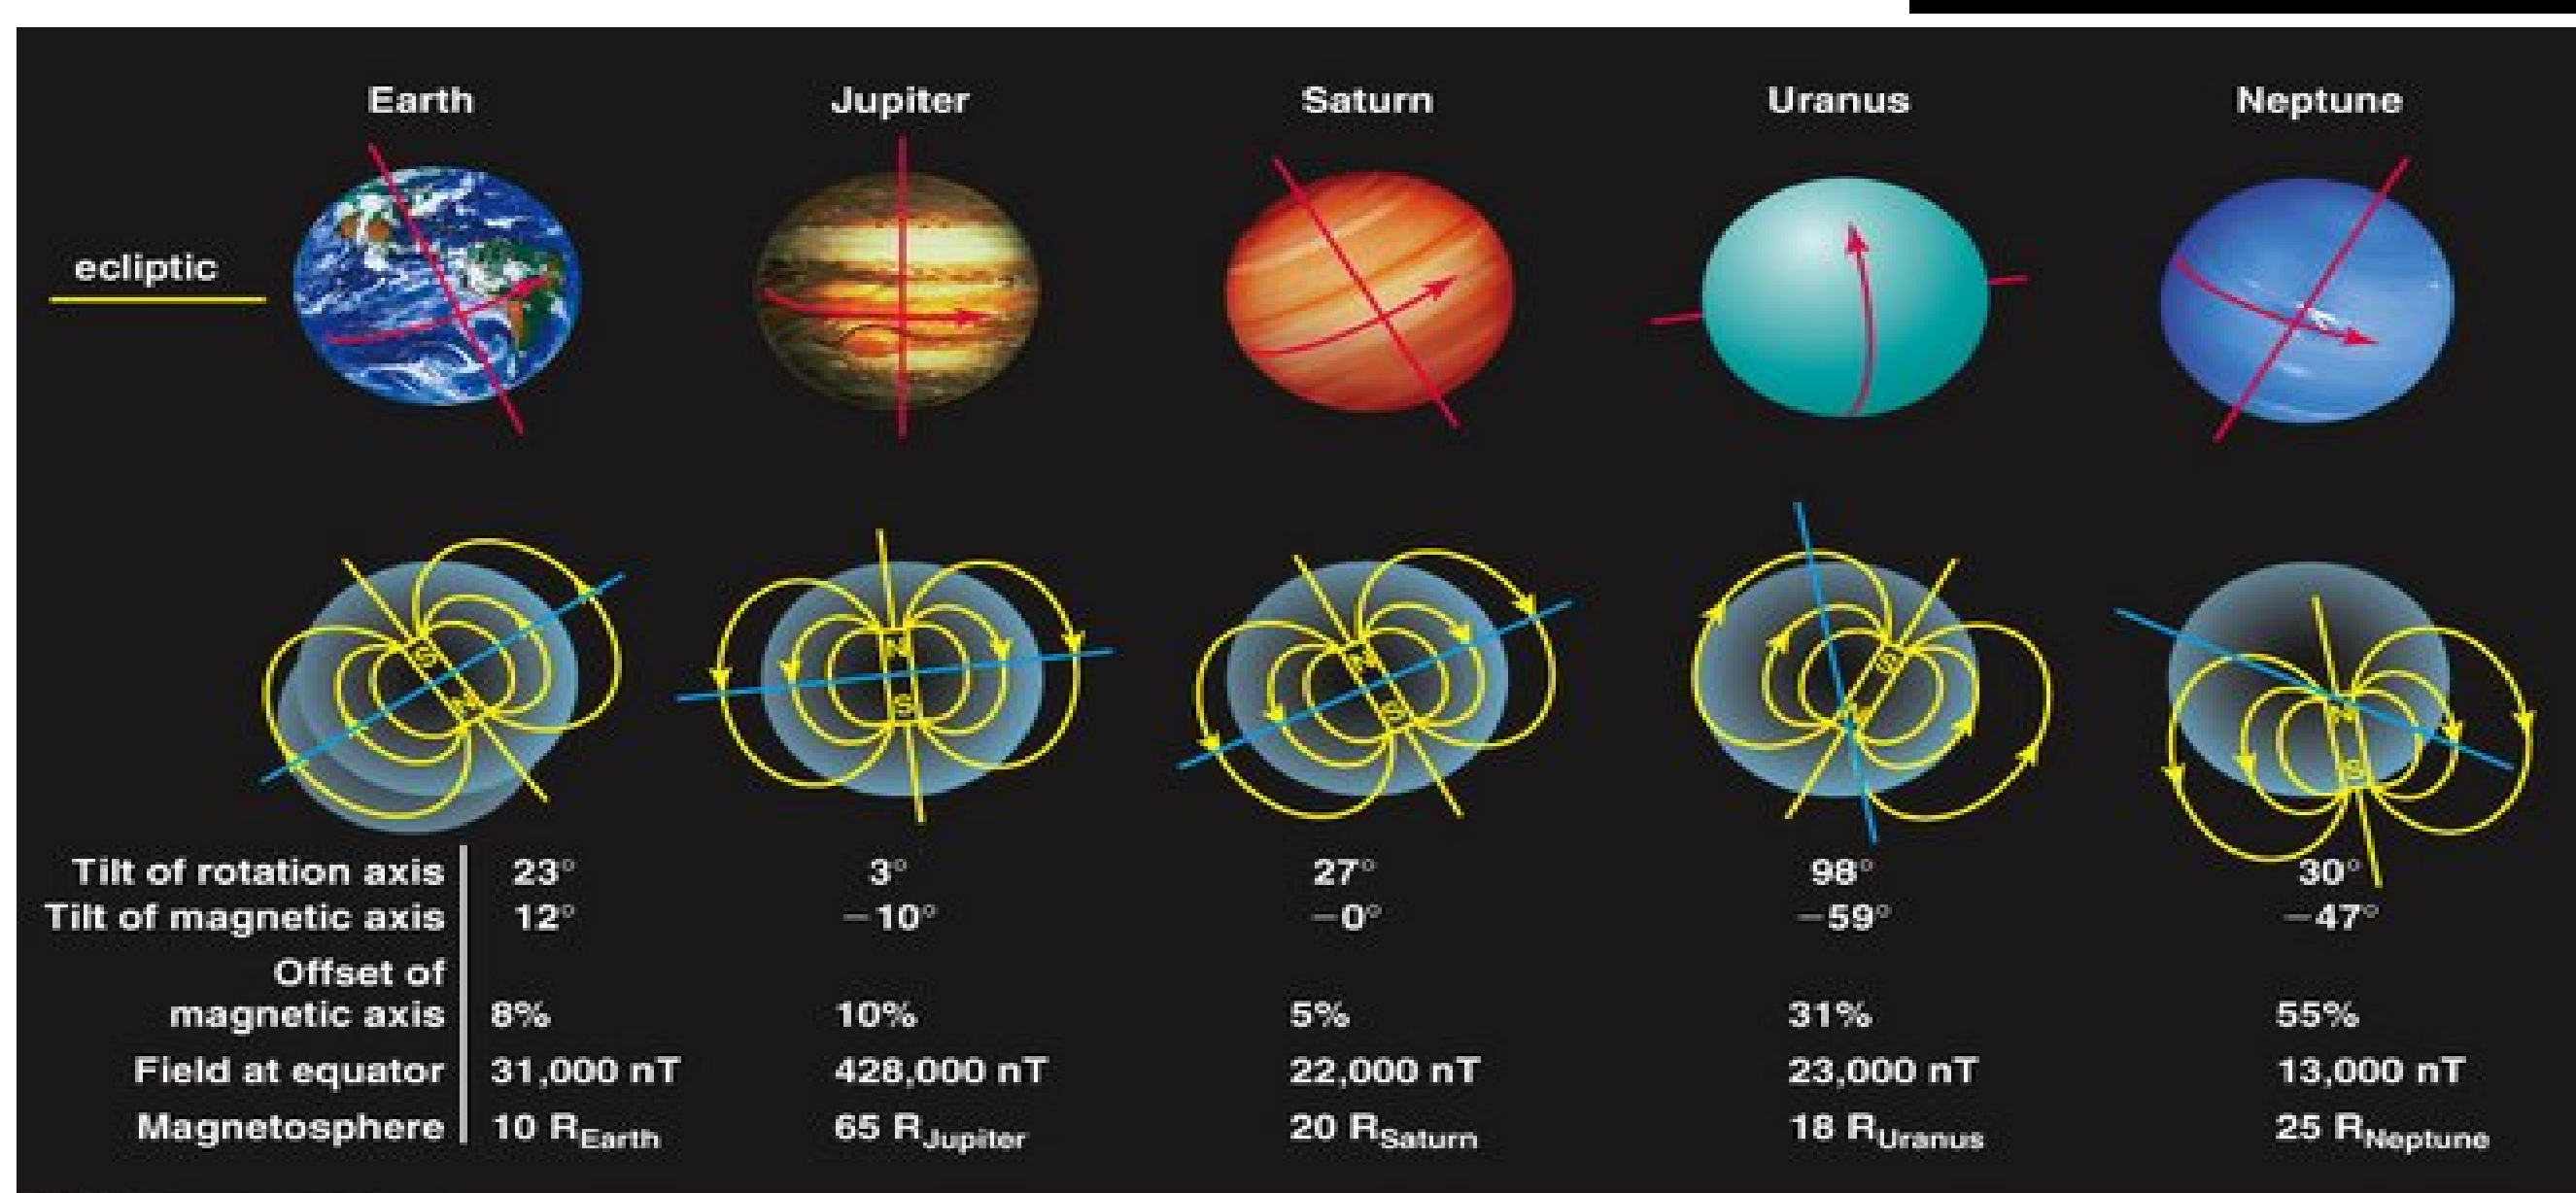 Earth Jupiter Saturn Uranus Neptune
ecliptic
S N N S N S S N N S
Tilt of rotation axis 23° 3° 27° 98° 30°
Tilt of magnetic axis 12° −10° −0° −59° −47°
Offset of
magnetic axis 8% 10% 5% 31% 55%
Field at equator 31,000 nT 428,000 nT 22,000 nT 23,000 nT 13,000 nT
Magnetosphere 10 REarth 65 RJupiter 20 RSaturn 18 RUranus 25 RNeptune